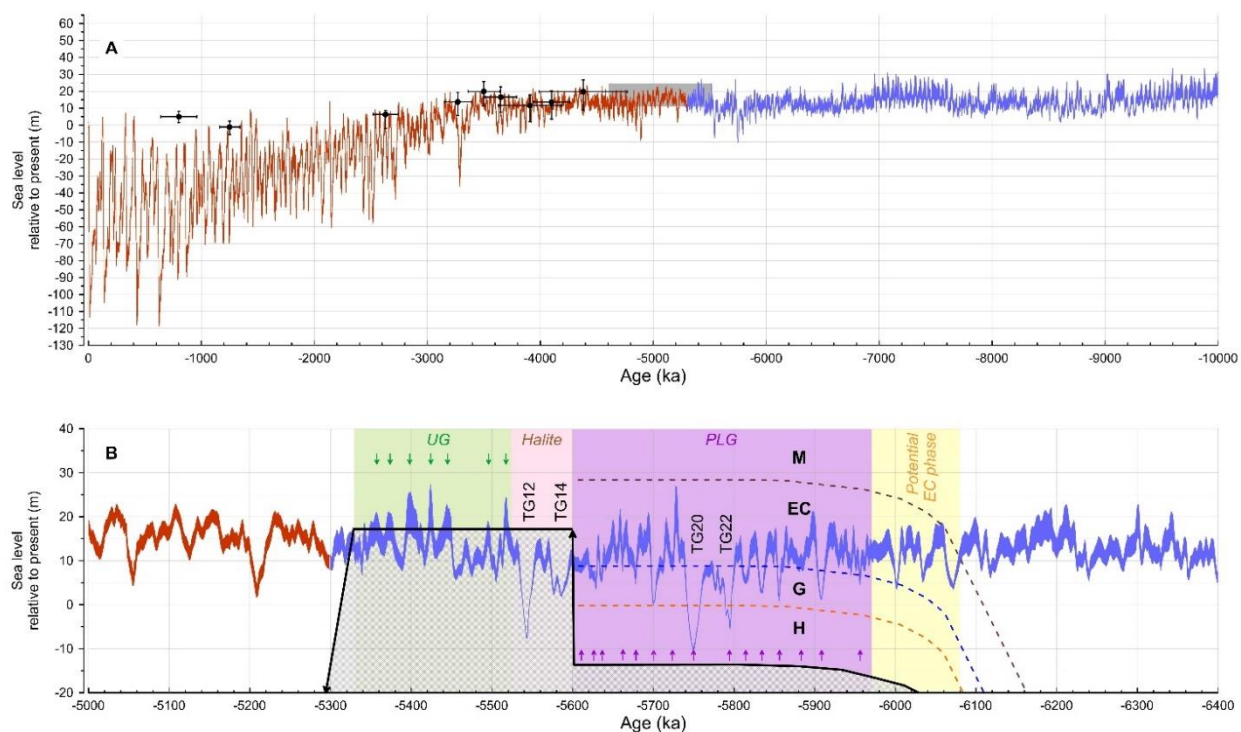 A
Sea level
relative to present (m)
60
50
40
30
20
10
0
-10
-20
-30
-40
-50
-60
-70
-80
-90
-100
-110
-120
-130
0 -1000 -2000 -3000 -4000 -5000 -6000 -7000 -8000 -9000 -10000
Age (ka)
B
Sea level
relative to present (m)
40
30
20
10
0
-10
-20
UG Halite PLG Potential
EC phase
TG12 TG14 TG20 TG22
M
EC
G
H
-5000 -5100 -5200 -5300 -5400 -5500 -5600 -5700 -5800 -5900 -6000 -6100 -6200 -6300 -6400
Age (ka)